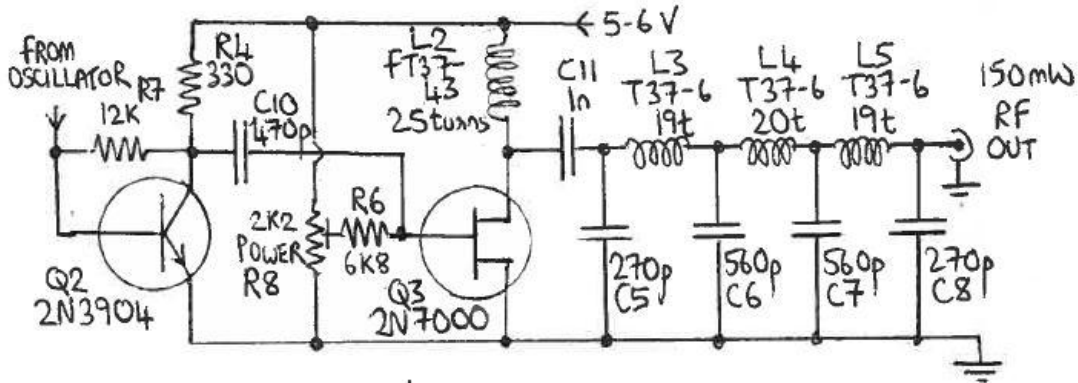 FROM
OSCILLATOR
R7
12K
R4
330
C10
470p
L2
FT37-
43
25turns
5-6V
C11
1n
L3
T37-6
19t
L4
T37-6
20t
L5
T37-6
19t
150mW
RF
OUT
2K2
POWER
R8
R6
6K8
Q2
2N3904
Q3
2N7000
270p
C5
560p
C6
560p
C7
270p
C8